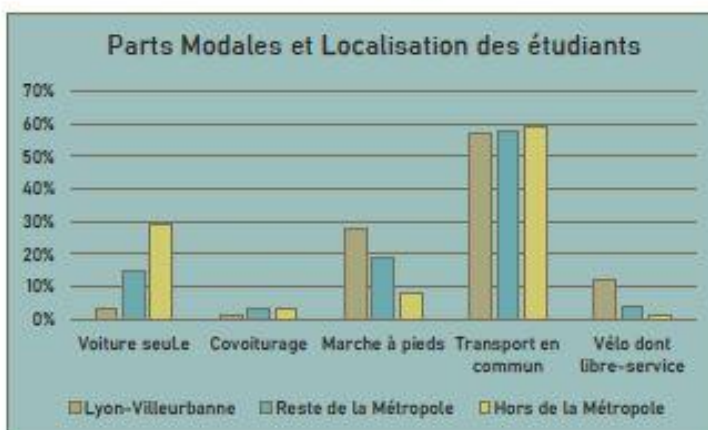 Parts Modales et Localisation des étudiants
70%
60%
50%
40%
30%
20%
10%
0%
Voiture seul.e Covoiturage Marche à pieds Transport en commun Vélo dont libre-service
Lyon-Villeurbanne Reste de la Métropole Hors de la Métropole